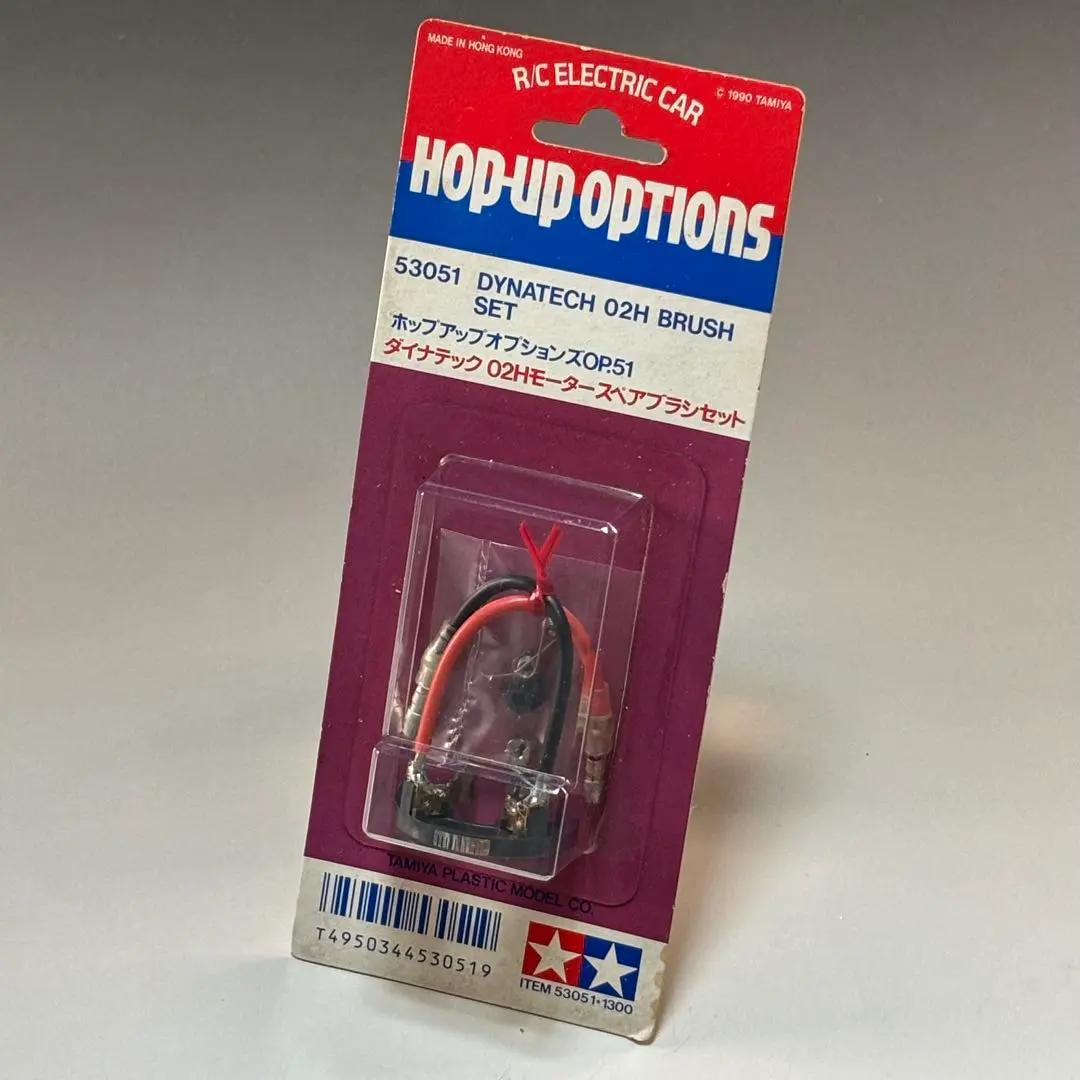 MADE IN HONG KONG
R/C ELECTRIC CAR
© 1990 TAMIYA
HOP-UP OPTIONS
53051 DYNATECH 02H BRUSH
SET
ホップアップオプションズOP.51
ダイナテック 02Hモータースペアブラシセット
TAMIYA PLASTIC MODEL CO.
T4950344530519
ITEM 53051•1300